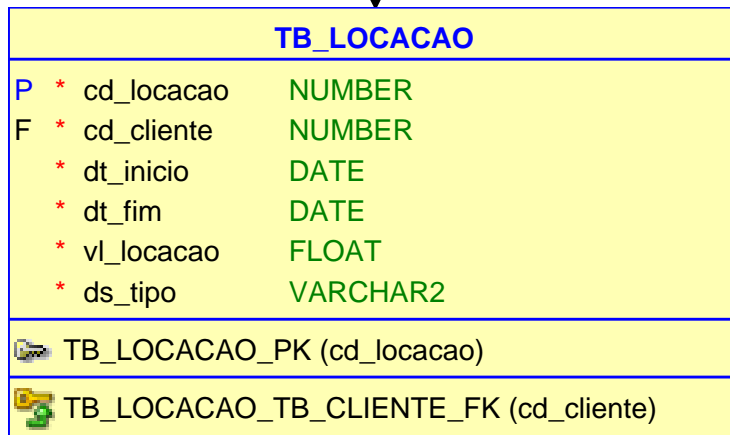 TB_LOCACAO
P * cd_locacao NUMBER
F * cd_cliente NUMBER
* dt_inicio DATE
* dt_fim DATE
* vl_locacao FLOAT
* ds_tipo VARCHAR2
TB_LOCACAO_PK (cd_locacao)
TB_LOCACAO_TB_CLIENTE_FK (cd_cliente)